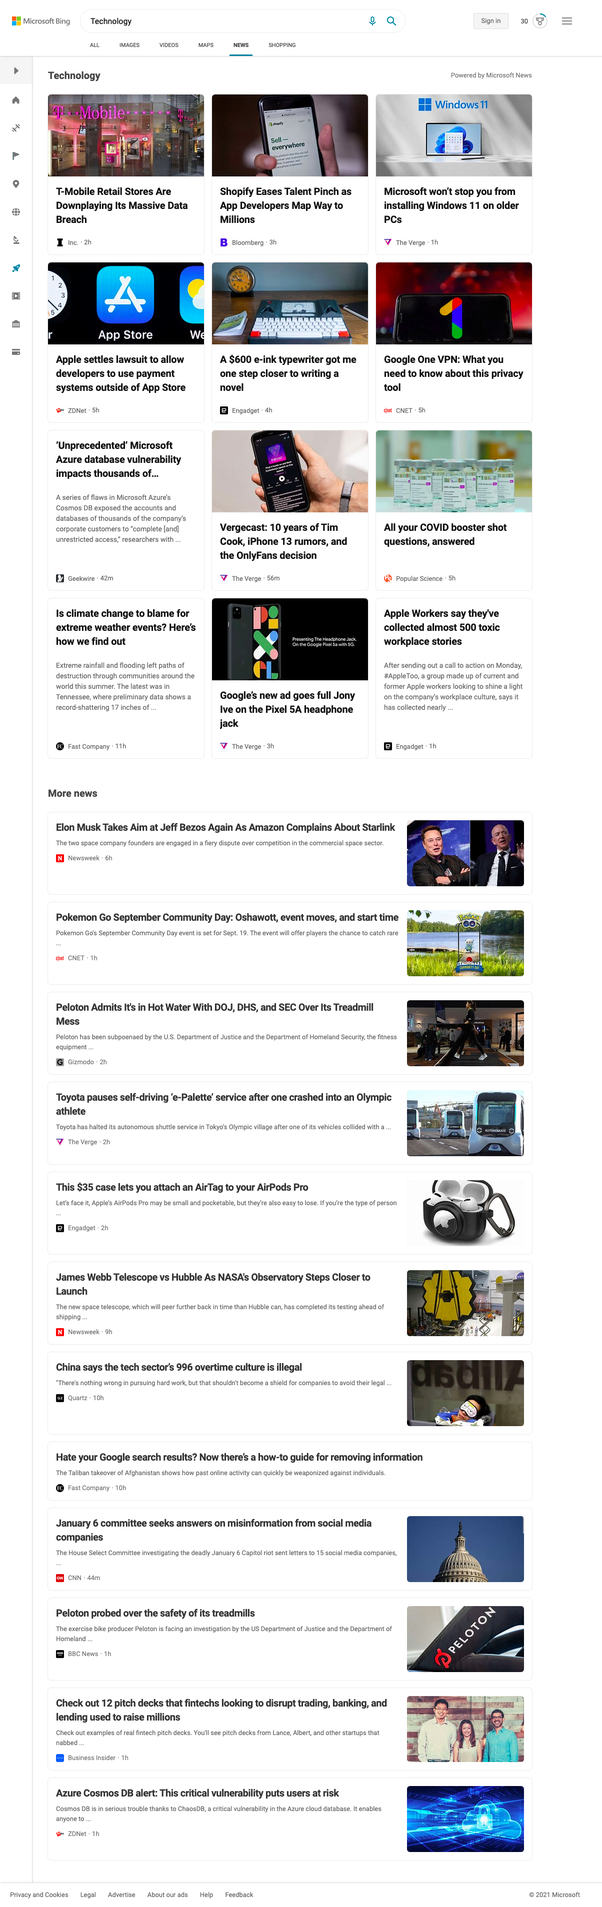 Microsoft Bing
Technology
Sign in
30
ALL
IMAGES
VIDEOS
MAPS
NEWS
SHOPPING
Technology
Powered by Microsoft News
T-Mobile
T-Mobile Retail Stores Are
Downplaying Its Massive Data
Breach
Inc. · 2h
shopify
Sell —
everywhere
Shopify Eases Talent Pinch as
App Developers Map Way to
Millions
Bloomberg · 3h
Windows 11
Microsoft won't stop you from
installing Windows 11 on older
PCs
The Verge · 1h
App Store
We
Apple settles lawsuit to allow
developers to use payment
systems outside of App Store
ZDNet · 5h
A $600 e-ink typewriter got me
one step closer to writing a
novel
Engadget · 4h
Google One VPN: What you
need to know about this privacy
tool
CNET · 5h
'Unprecedented' Microsoft
Azure database vulnerability
impacts thousands of…
A series of flaws in Microsoft Azure's
Cosmos DB exposed the accounts and
databases of thousands of the company's
corporate customers to "complete [and]
unrestricted access," researchers with ...
Geekwire · 42m
Vergecast: 10 years of Tim
Cook, iPhone 13 rumors, and
the OnlyFans decision
The Verge · 56m
All your COVID booster shot
questions, answered
Popular Science · 5h
Is climate change to blame for
extreme weather events? Here's
how we find out
Extreme rainfall and flooding left paths of
destruction through communities around the
world this summer. The latest was in
Tennessee, where preliminary data shows a
record-shattering 17 inches of ...
Fast Company · 11h
Presenting The Headphone Jack.
On the Google Pixel 5a with 5G.
Google's new ad goes full Jony
Ive on the Pixel 5A headphone
jack
The Verge · 3h
Apple Workers say they've
collected almost 500 toxic
workplace stories
After sending out a call to action on Monday,
#AppleToo, a group made up of current and
former Apple workers looking to shine a light
on the company's workplace culture, says it
has collected nearly ...
Engadget · 1h
More news
Elon Musk Takes Aim at Jeff Bezos Again As Amazon Complains About Starlink
The two space company founders are engaged in a fiery dispute over competition in the commercial space sector.
Newsweek · 6h
Pokemon Go September Community Day: Oshawott, event moves, and start time
Pokemon Go's September Community Day event is set for Sept. 19. The event will offer players the chance to catch rare
...
CNET · 1h
Peloton Admits It's in Hot Water With DOJ, DHS, and SEC Over Its Treadmill
Mess
Peloton has been subpoenaed by the U.S. Department of Justice and the Department of Homeland Security, the fitness
equipment ...
Gizmodo · 2h
Toyota pauses self-driving 'e-Palette' service after one crashed into an Olympic
athlete
Toyota has halted its autonomous shuttle service in Tokyo's Olympic village after one of its vehicles collided with a ...
The Verge · 2h
This $35 case lets you attach an AirTag to your AirPods Pro
Let's face it, Apple's AirPods Pro may be small and pocketable, but they're also easy to lose. If you're the type of person
...
Engadget · 2h
James Webb Telescope vs Hubble As NASA's Observatory Steps Closer to
Launch
The new space telescope, which will peer further back in time than Hubble can, has completed its testing ahead of
shipping ...
Newsweek · 9h
China says the tech sector's 996 overtime culture is illegal
"There's nothing wrong in pursuing hard work, but that shouldn't become a shield for companies to avoid their legal ...
Quartz · 10h
Hate your Google search results? Now there's a how-to guide for removing information
The Taliban takeover of Afghanistan shows how past online activity can quickly be weaponized against individuals.
Fast Company · 10h
January 6 committee seeks answers on misinformation from social media
companies
The House Select Committee investigating the deadly January 6 Capitol riot sent letters to 15 social media companies,
...
CNN · 44m
Peloton probed over the safety of its treadmills
The exercise bike producer Peloton is facing an investigation by the US Department of Justice and the Department of
Homeland ...
BBC News · 1h
PELOTON
Check out 12 pitch decks that fintechs looking to disrupt trading, banking, and
lending used to raise millions
Check out examples of real fintech pitch decks. You'll see pitch decks from Lance, Albert, and other startups that
nabbed ...
Business Insider · 1h
Azure Cosmos DB alert: This critical vulnerability puts users at risk
Cosmos DB is in serious trouble thanks to ChaosDB, a critical vulnerability in the Azure cloud database. It enables
anyone to ...
ZDNet · 1h
Privacy and Cookies
Legal
Advertise
About our ads
Help
Feedback
© 2021 Microsoft